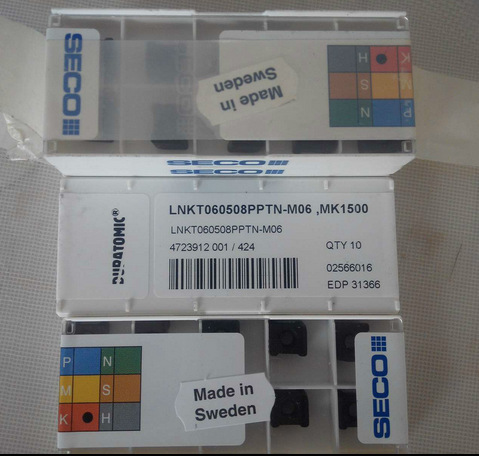 SECO
Made in
Sweden
K
H
M
S
P
N
SECO
SECO
DURATOMIC®
LNKT060508PPTN-M06 ,MK1500
LNKT060508PPTN-M06
4723912 001 / 424
QTY 10
02566016
EDP 31366
P N
M S
K H
Made in
Sweden
SECO